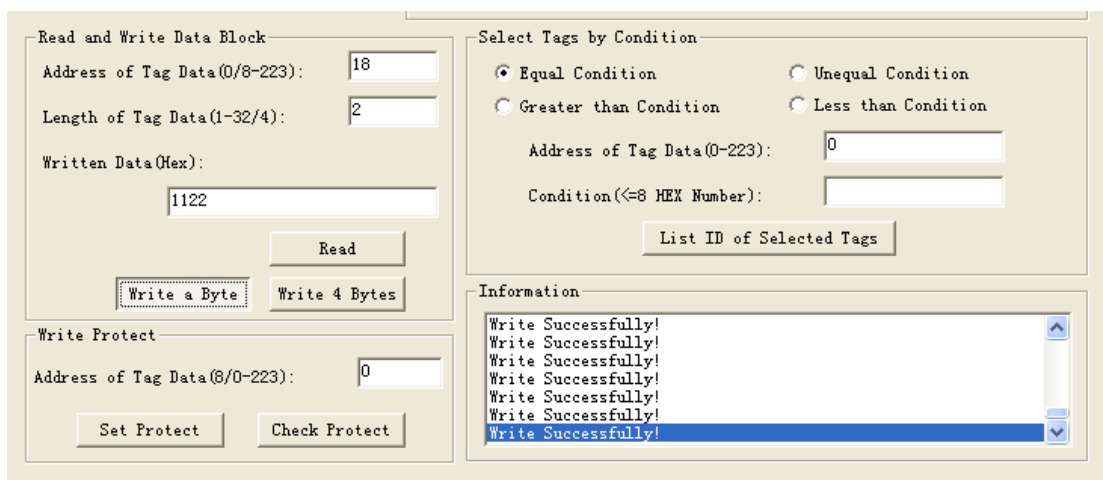 Read and Write Data Block
Address of Tag Data(0/8-223):
18
Length of Tag Data(1-32/4):
2
Written Data(Hex):
1122
Read
Write a Byte
Write 4 Bytes
Write Protect
Address of Tag Data(8/0-223):
0
Set Protect
Check Protect
Select Tags by Condition
Equal Condition
Unequal Condition
Greater than Condition
Less than Condition
Address of Tag Data(0-223):
0
Condition(<=8 HEX Number):
List ID of Selected Tags
Information
Write Successfully!
Write Successfully!
Write Successfully!
Write Successfully!
Write Successfully!
Write Successfully!
Write Successfully!